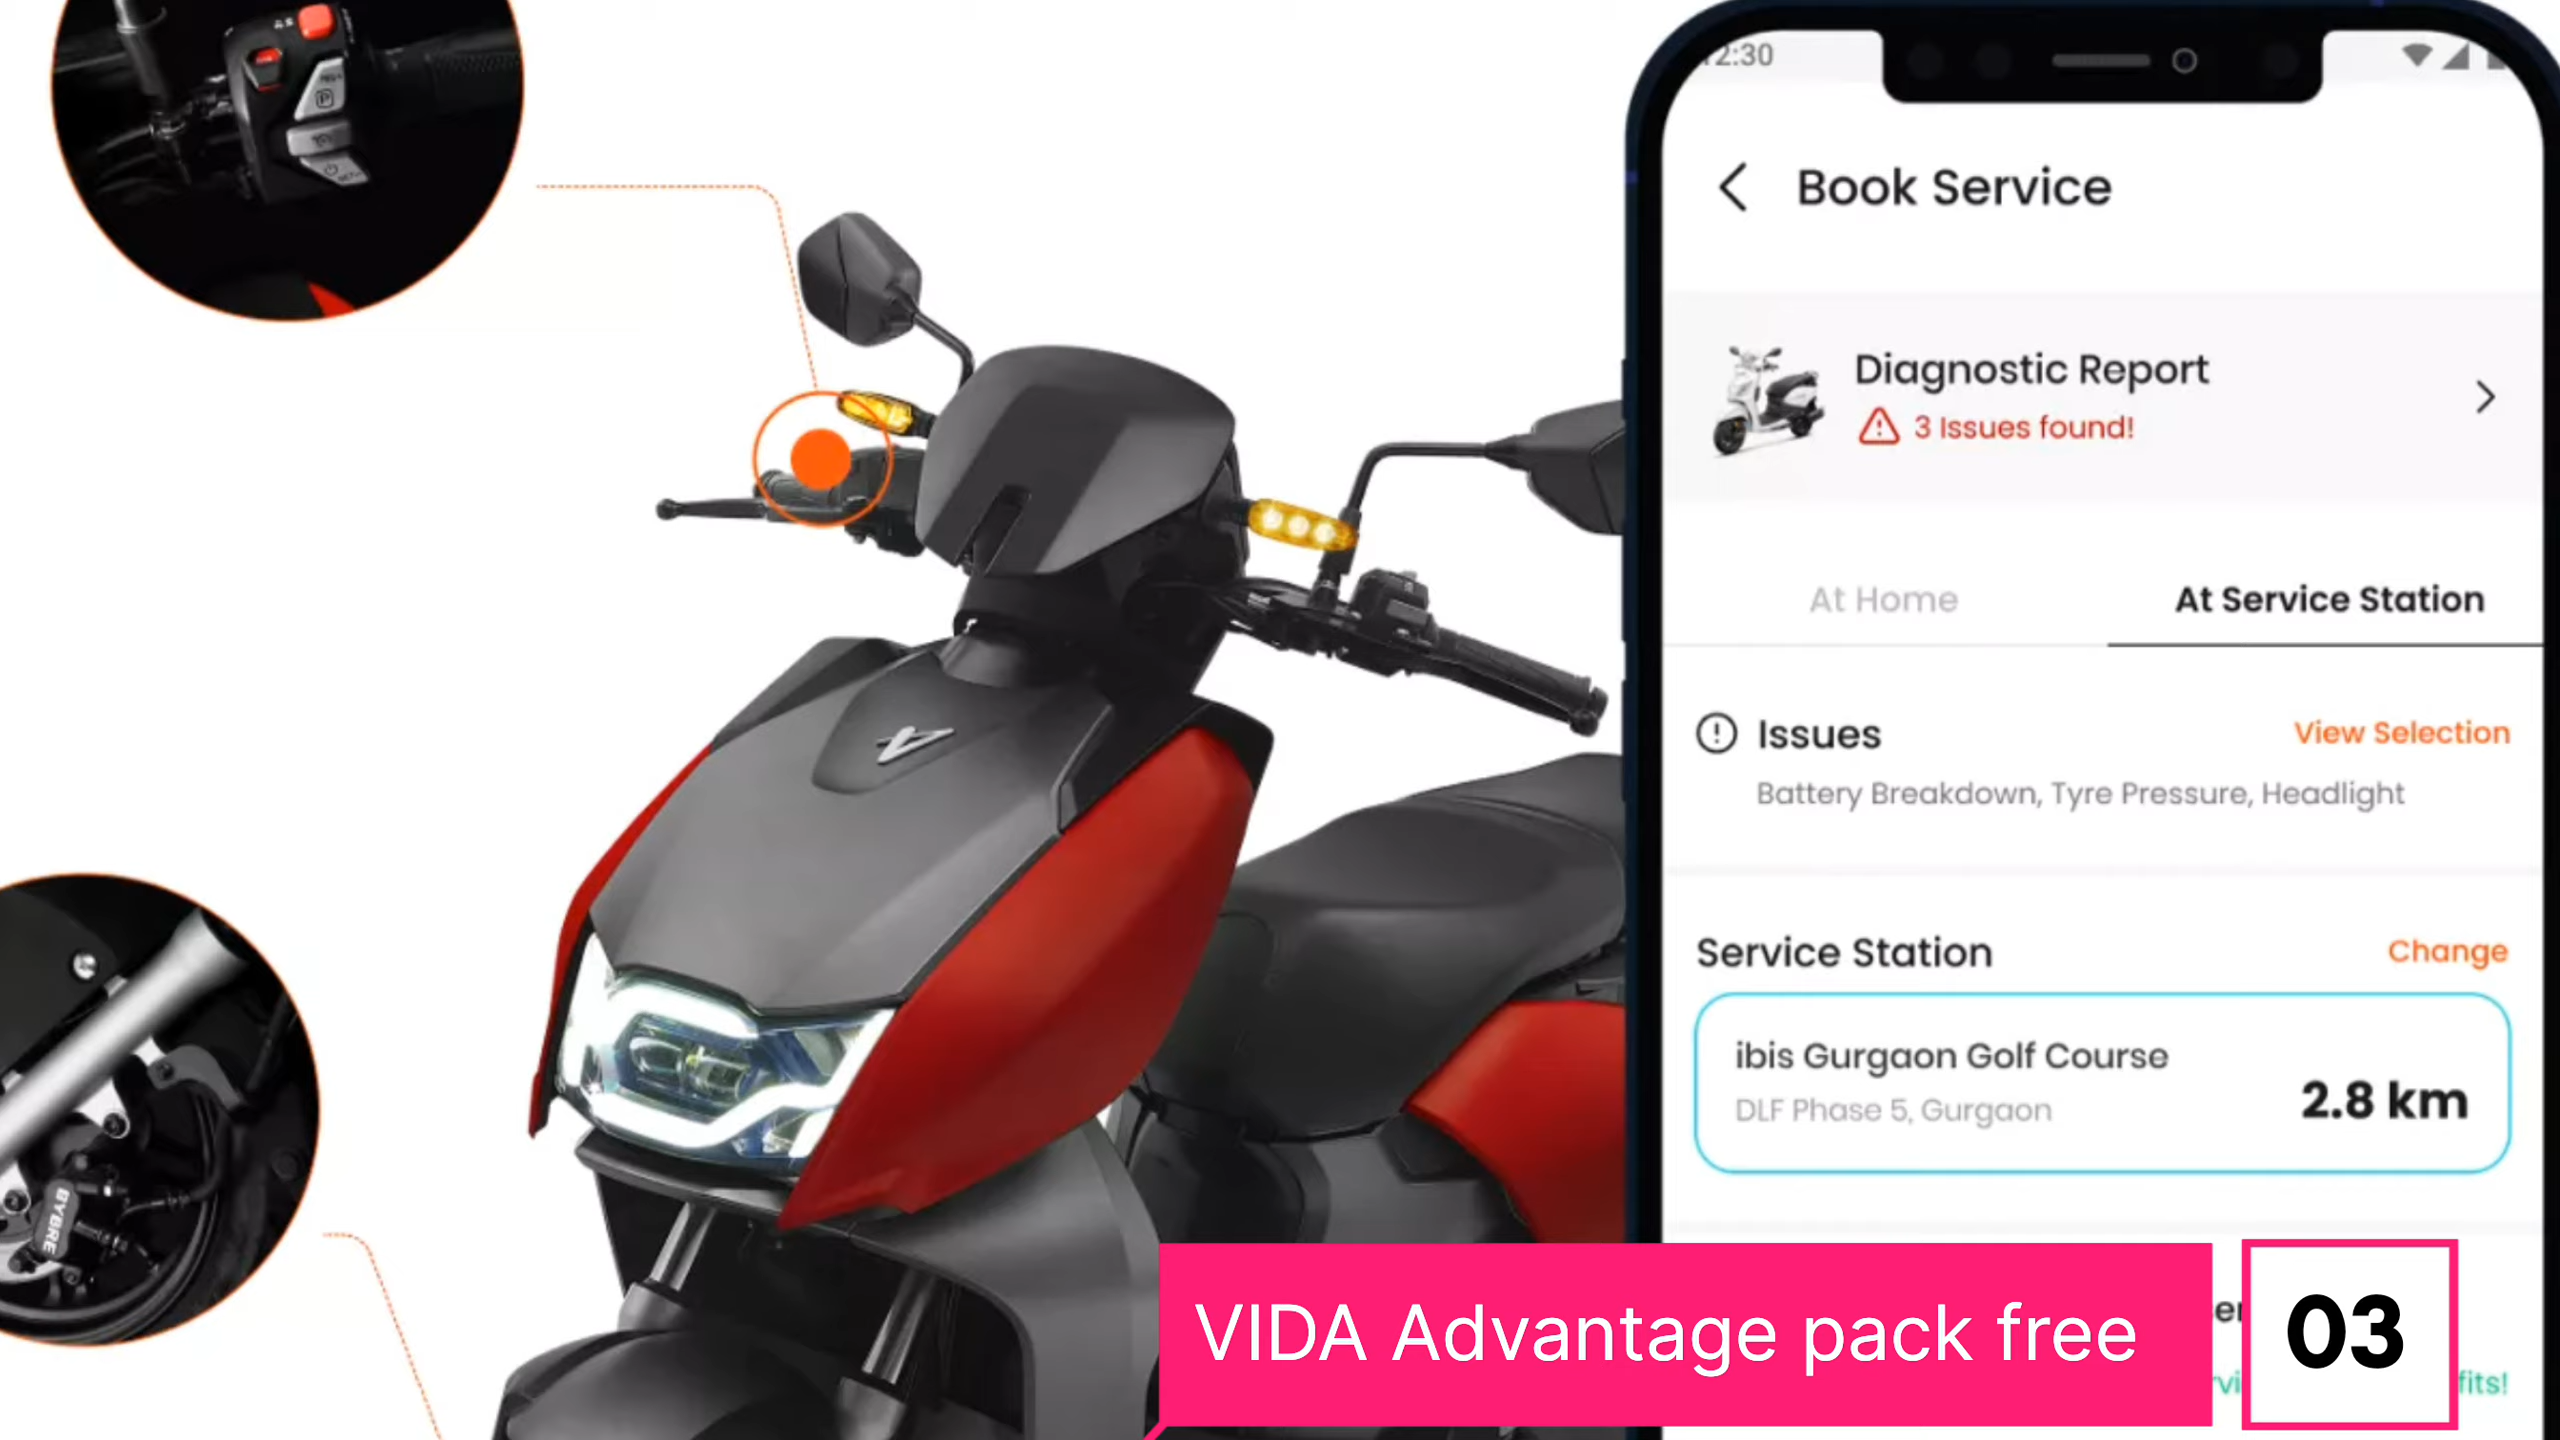 12:30
Book Service
Diagnostic Report
3 Issues found!
At Home
At Service Station
Issues
View Selection
Battery Breakdown, Tyre Pressure, Headlight
Service Station
Change
ibis Gurgaon Golf Course
DLF Phase 5, Gurgaon
2.8 km
BYBRE
VIDA Advantage pack free
03